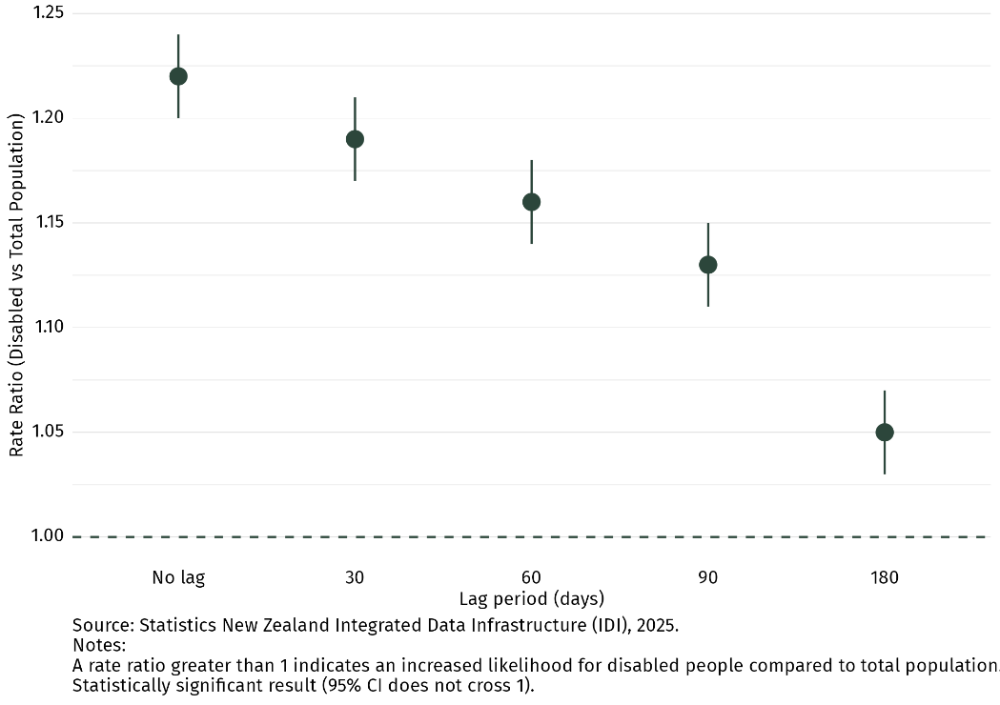 1.25
1.20
1.15
1.10
1.05
1.00
Rate Ratio (Disabled vs Total Population)
No lag 30 60 90 180
Lag period (days)
Source: Statistics New Zealand Integrated Data Infrastructure (IDI), 2025.
Notes:
A rate ratio greater than 1 indicates an increased likelihood for disabled people compared to total population.
Statistically significant result (95% CI does not cross 1).